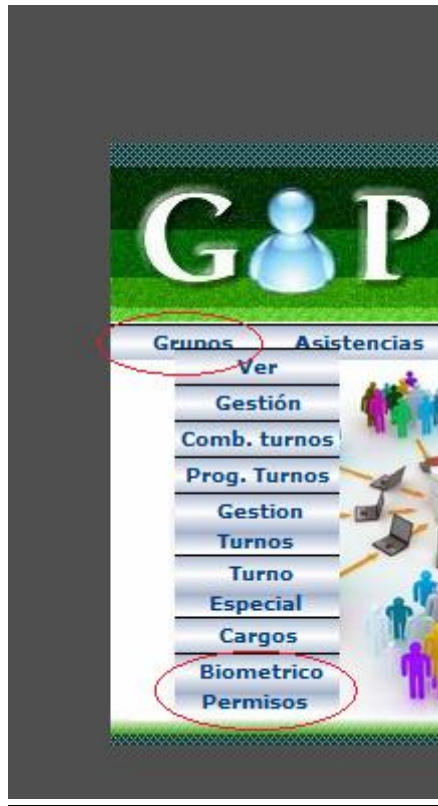 G P
Grupos Asistencias
Ver
Gestión
Comb. turnos
Prog. Turnos
Gestion
Turnos
Turno
Especial
Cargos
Biometrico
Permisos